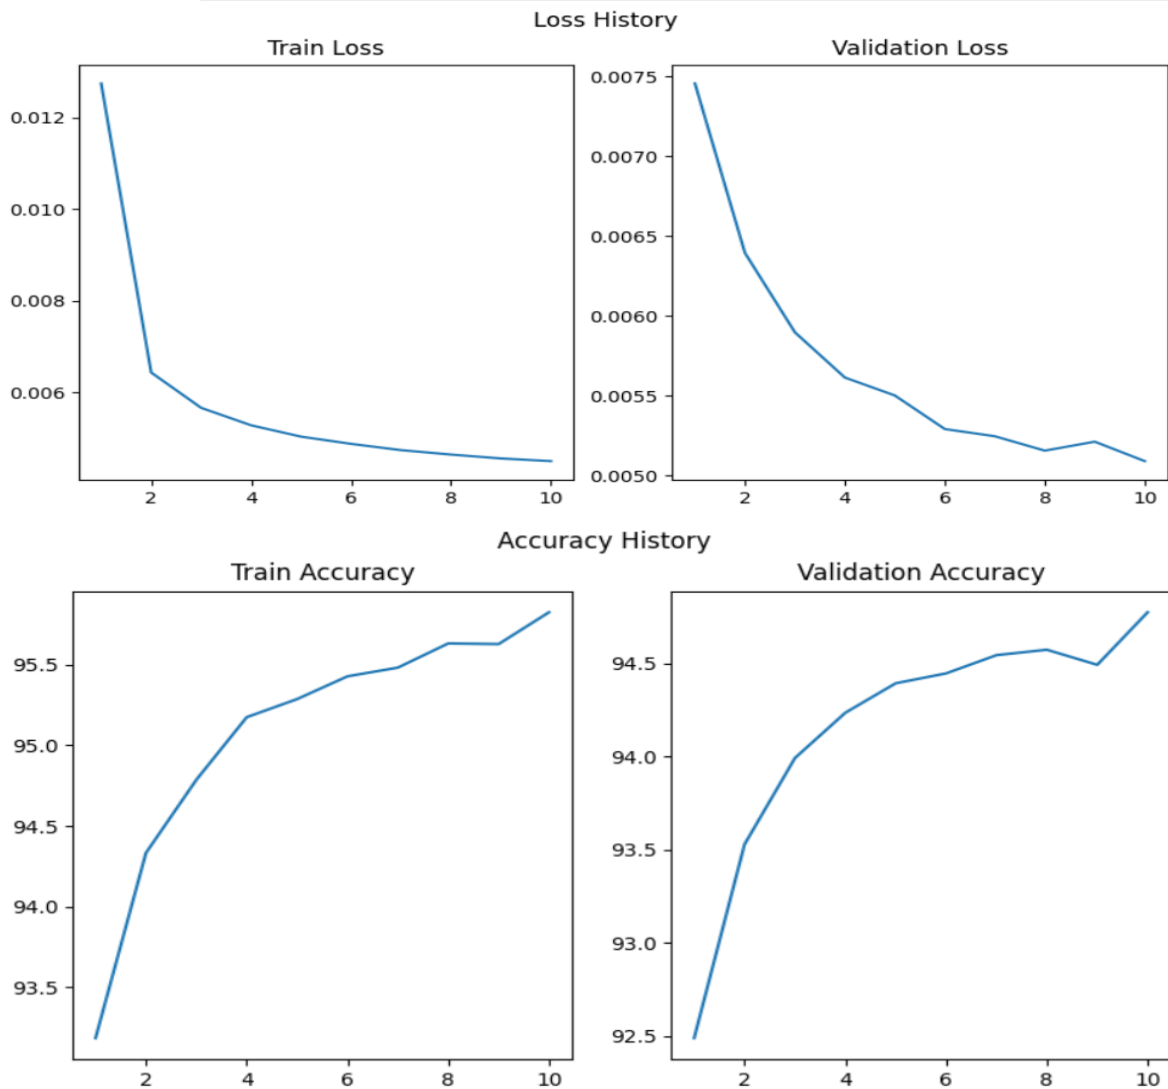 Loss History
Train Loss
0.012
0.010
0.008
0.006
2 4 6 8 10
Validation Loss
0.0075
0.0070
0.0065
0.0060
0.0055
0.0050
2 4 6 8 10
Accuracy History
Train Accuracy
95.5
95.0
94.5
94.0
93.5
2 4 6 8 10
Validation Accuracy
94.5
94.0
93.5
93.0
92.5
2 4 6 8 10